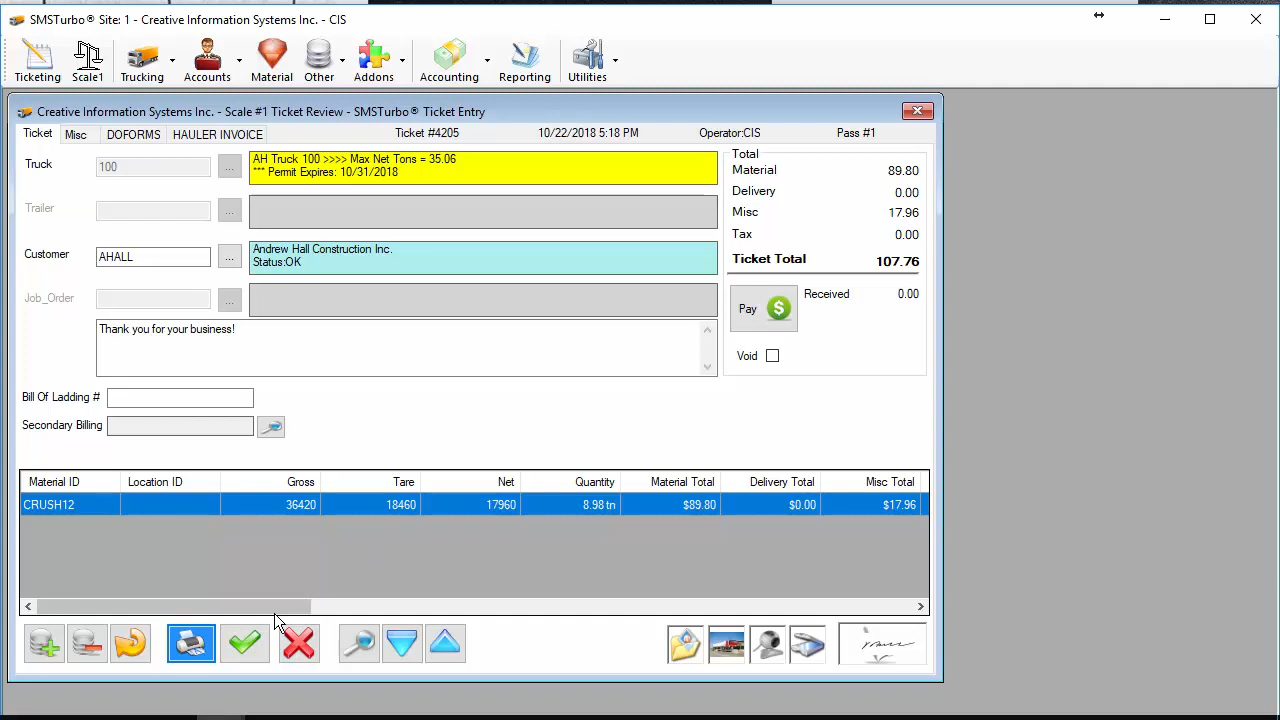 SMSTurbo® Site: 1 - Creative Information Systems Inc. - CIS
Ticketing Scale1 Trucking Accounts Material Other Addons Accounting Reporting Utilities
Creative Information Systems Inc. - Scale #1 Ticket Review - SMSTurbo® Ticket Entry
Ticket Misc DOFORMS HAULER INVOICE Ticket #4205 10/22/2018 5:18 PM Operator:CIS Pass #1
Truck 100 ... AH Truck 100 >>>> Max Net Tons = 35.06
*** Permit Expires: 10/31/2018
Trailer ...
Customer AHALL ... Andrew Hall Construction Inc.
Status:OK
Job_Order ...
Thank you for your business!
Bill Of Ladding #
Secondary Billing
Total
Material 89.80
Delivery 0.00
Misc 17.96
Tax 0.00
Ticket Total 107.76
Pay $ Received 0.00
Void
Material ID Location ID Gross Tare Net Quantity Material Total Delivery Total Misc Total
CRUSH12 36420 18460 17960 8.98 tn $89.80 $0.00 $17.96